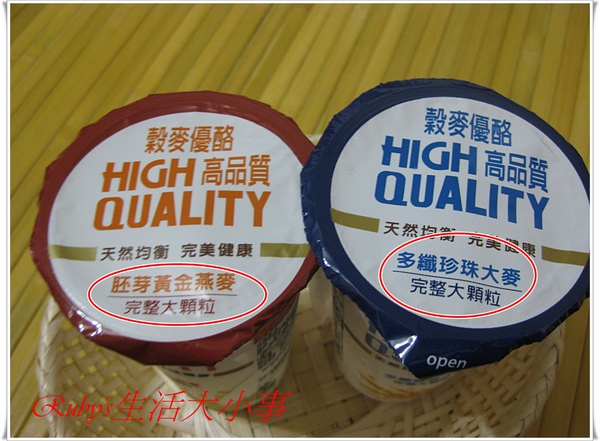 穀麥優酪
HIGH 高品質
QUALITY
天然均衡 完美健康
胚芽黃金燕麥
完整大顆粒
穀麥優酪
HIGH 高品質
QUALITY
天然均衡 完美健康
多纖珍珠大麥
完整大顆粒
open
QUALITY
Ruby's生活大小事